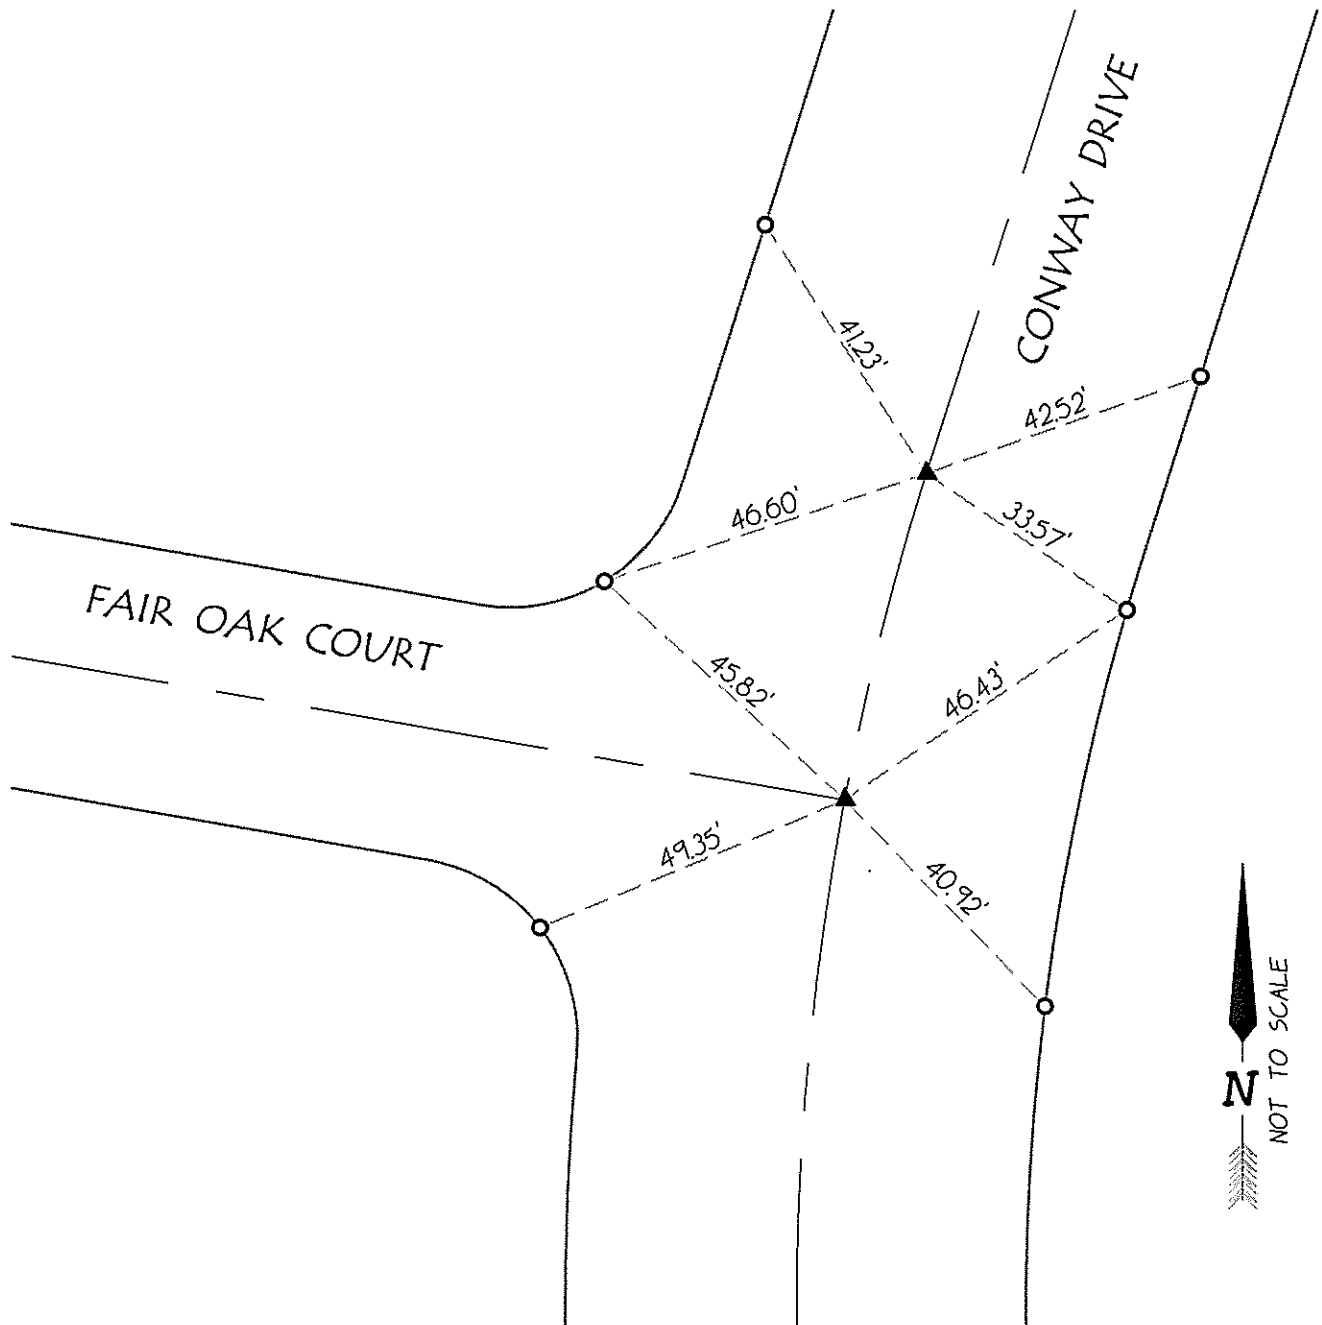 CONWAY DRIVE
41.23'
42.52'
46.60'
33.57'
FAIR OAK COURT
45.82'
46.43'
49.35'
40.92'
N
NOT TO SCALE